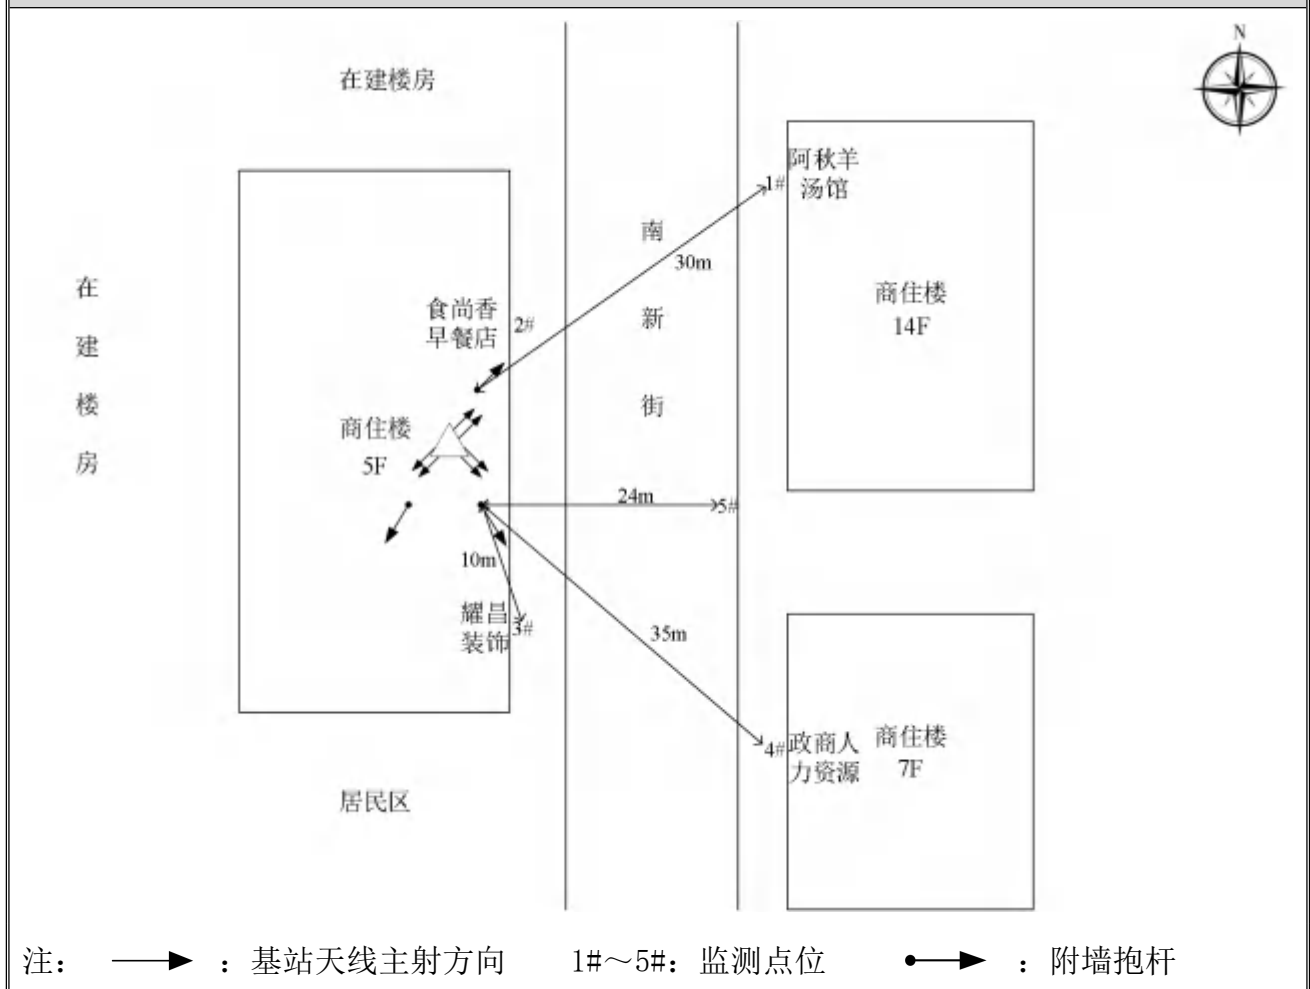 N
在建楼房
阿秋羊
汤馆
1#
南
新
街
30m
在
建
楼
房
食尚香
早餐店
2#
商住楼
14F
商住楼
5F
24m
5#
10m
耀昌
装饰
3#
35m
4#
政商人
力资源
商住楼
7F
居民区
注： ：基站天线主射方向 1#～5#：监测点位 ：附墙抱杆